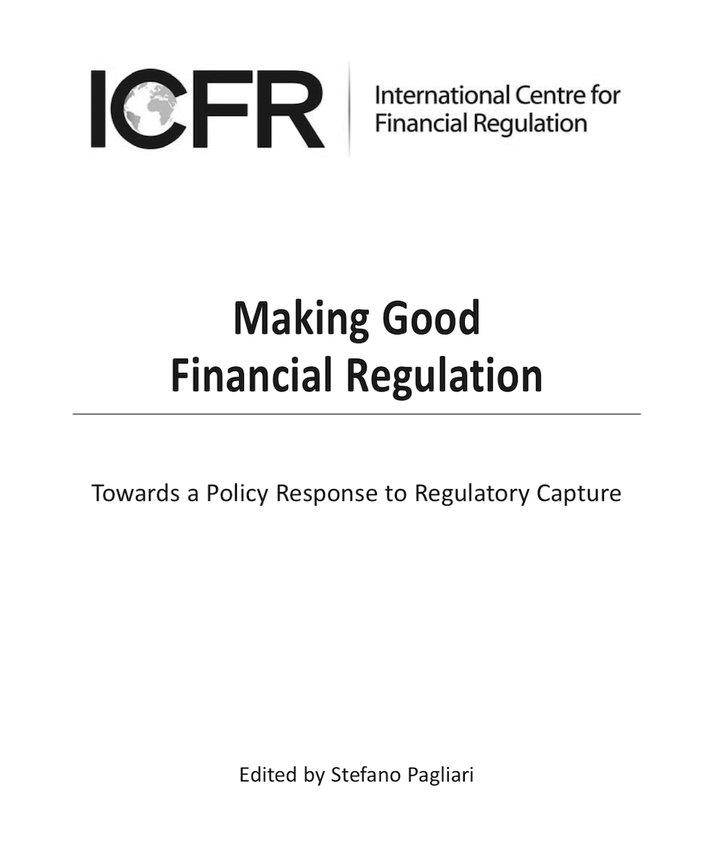 ICFR
International Centre for
Financial Regulation
Making Good
Financial Regulation
Towards a Policy Response to Regulatory Capture
Edited by Stefano Pagliari